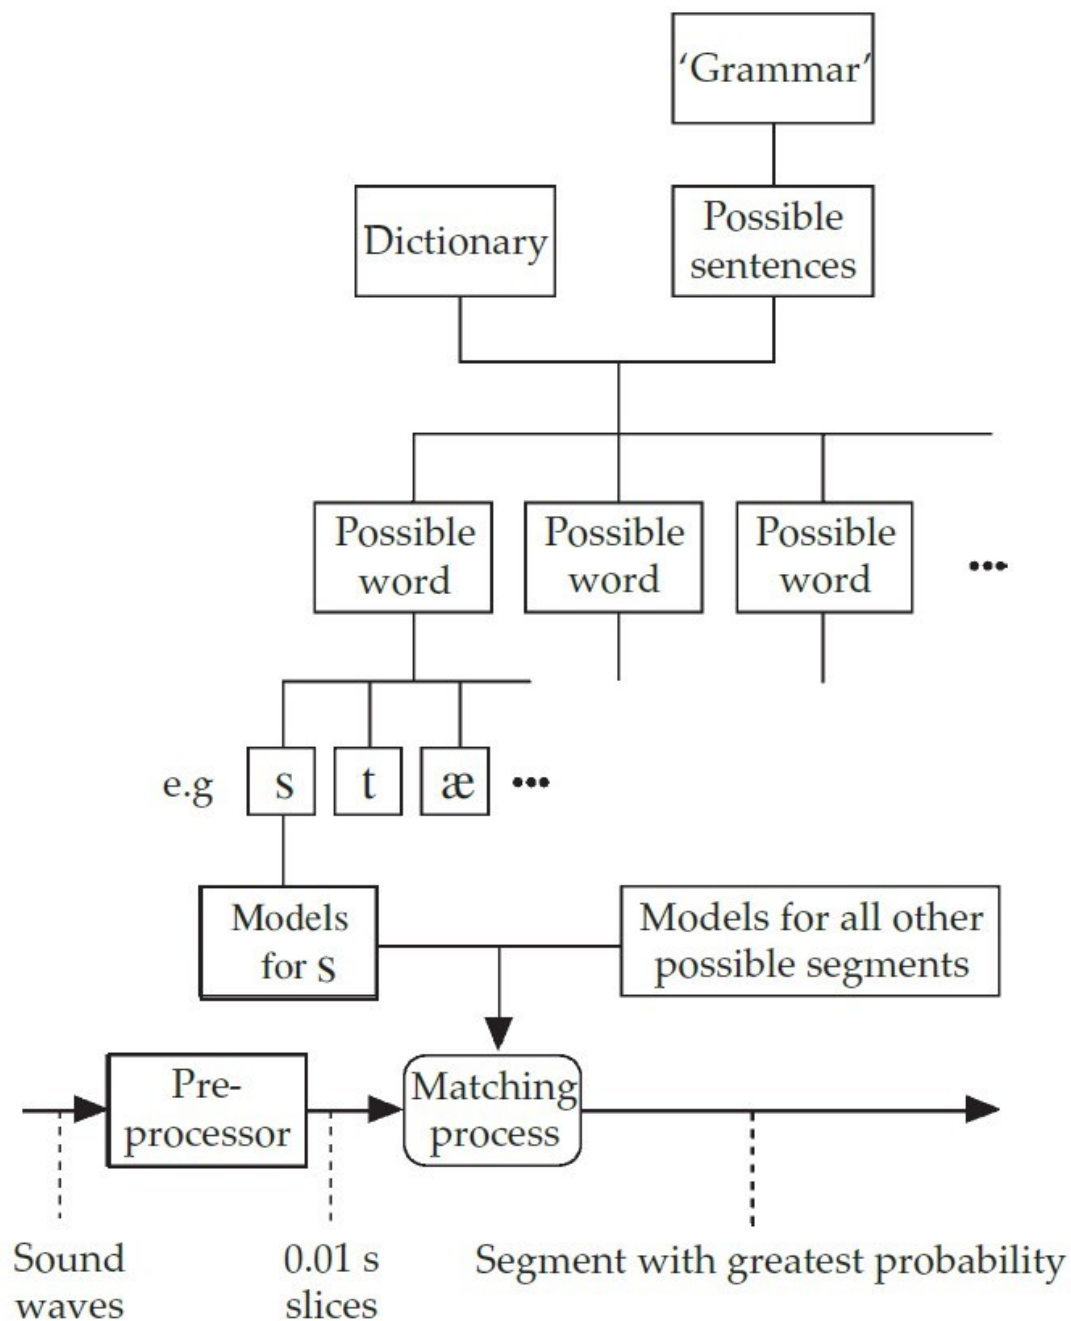 ‘Grammar’
Dictionary
Possible
sentences
Possible
word
Possible
word
Possible
word
•••
e.g
s
t
æ
•••
Models
for s
Models for all other
possible segments
Pre-
processor
Matching
process
Sound
waves
0.01 s
slices
Segment with greatest probability